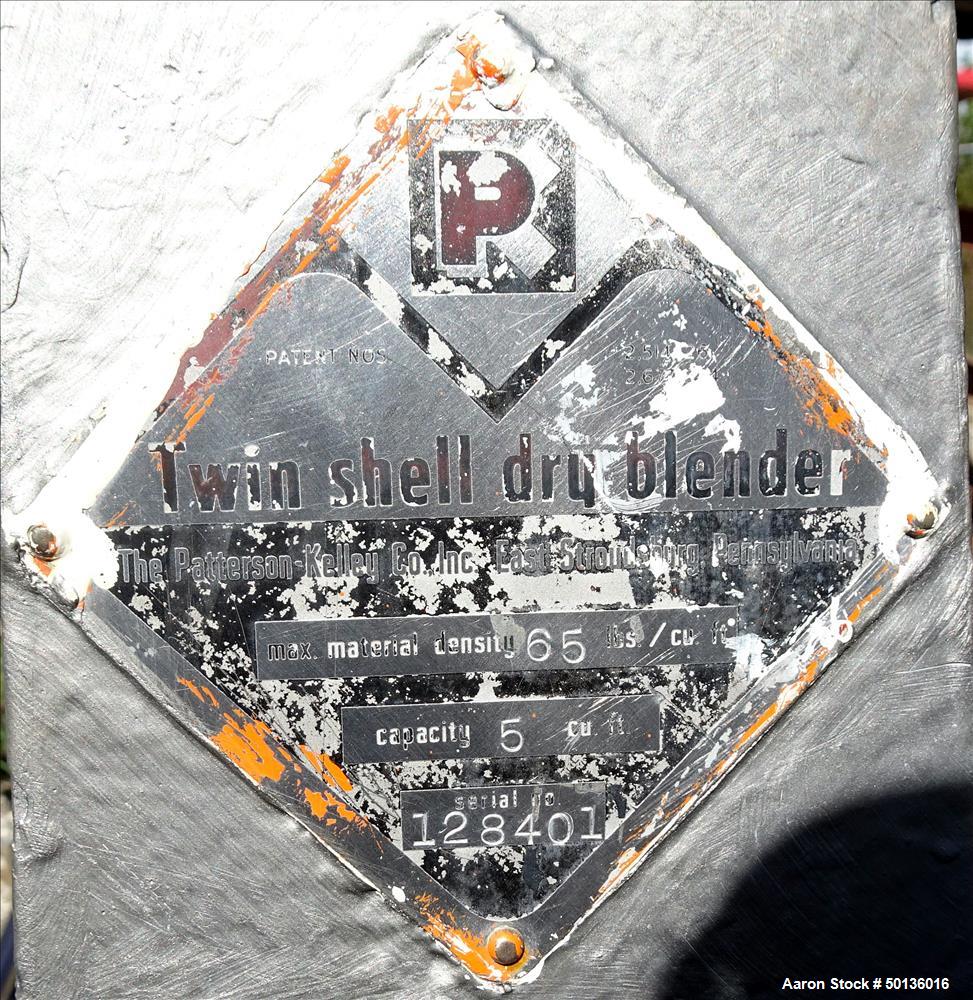 PK
PATENT NOS.
Twin shell dry blender
The Patterson-Kelley Co. Inc. East Stroudsburg, Pennsylvania
max. material density 65 lbs./cu. ft.
capacity 5 cu ft.
serial no.
128401
Aaron Stock # 50136016